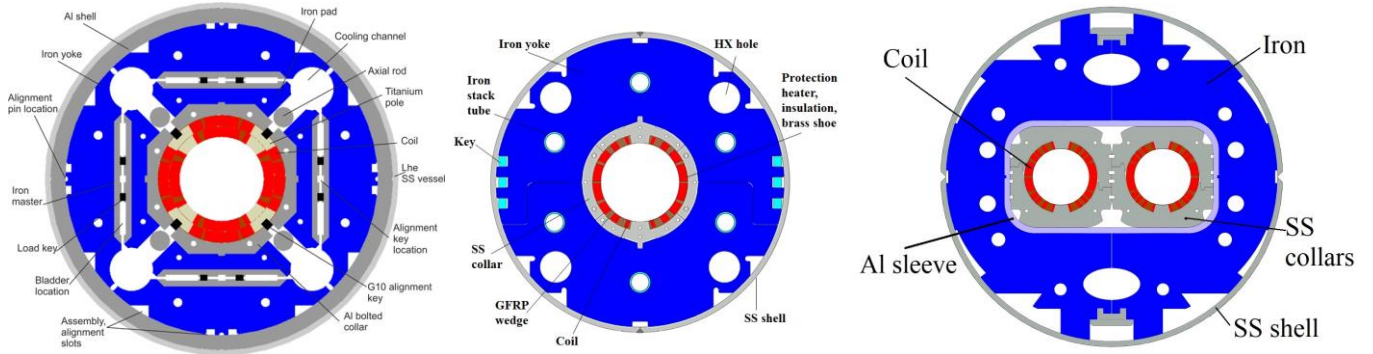 Al shell
Iron yoke
Alignment
pin location
Iron
master
Load key
Bladder
location
Assembly,
alignment
slots
Iron pad
Cooling channel
Axial rod
Titanium
pole
Coil
Lhe
SS vessel
Alignment
key
location
G10 alignment
key
Al bolted
collar
Iron yoke
Iron
stack
tube
Key
SS
collar
GFRP
wedge
Coil
HX hole
Protection
heater,
insulation,
brass shoe
SS shell
Coil
Al sleeve
Iron
SS
collars
SS shell